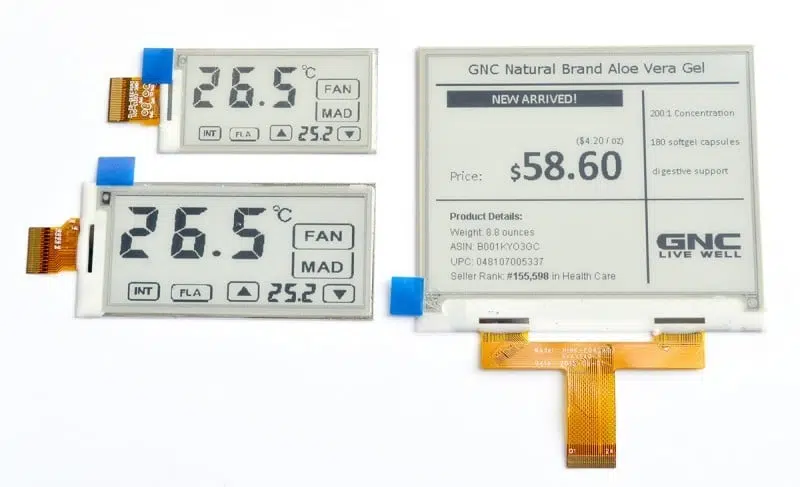 26.5°C
FAN
MAD
INT FLA 25.2
26.5°C
FAN
MAD
INT FLA 25.2
GNC Natural Brand Aloe Vera Gel
NEW ARRIVED!
($4.20 / oz)
Price: $58.60
200:1 Concentration
180 softgel capsules
digestive support
Product Details:
Weight: 8.8 ounces
ASIN: B001KYO3GC
UPC: 048107005337
Seller Rank: #155,598 in Health Care
GNC
LIVE WELL
01 24